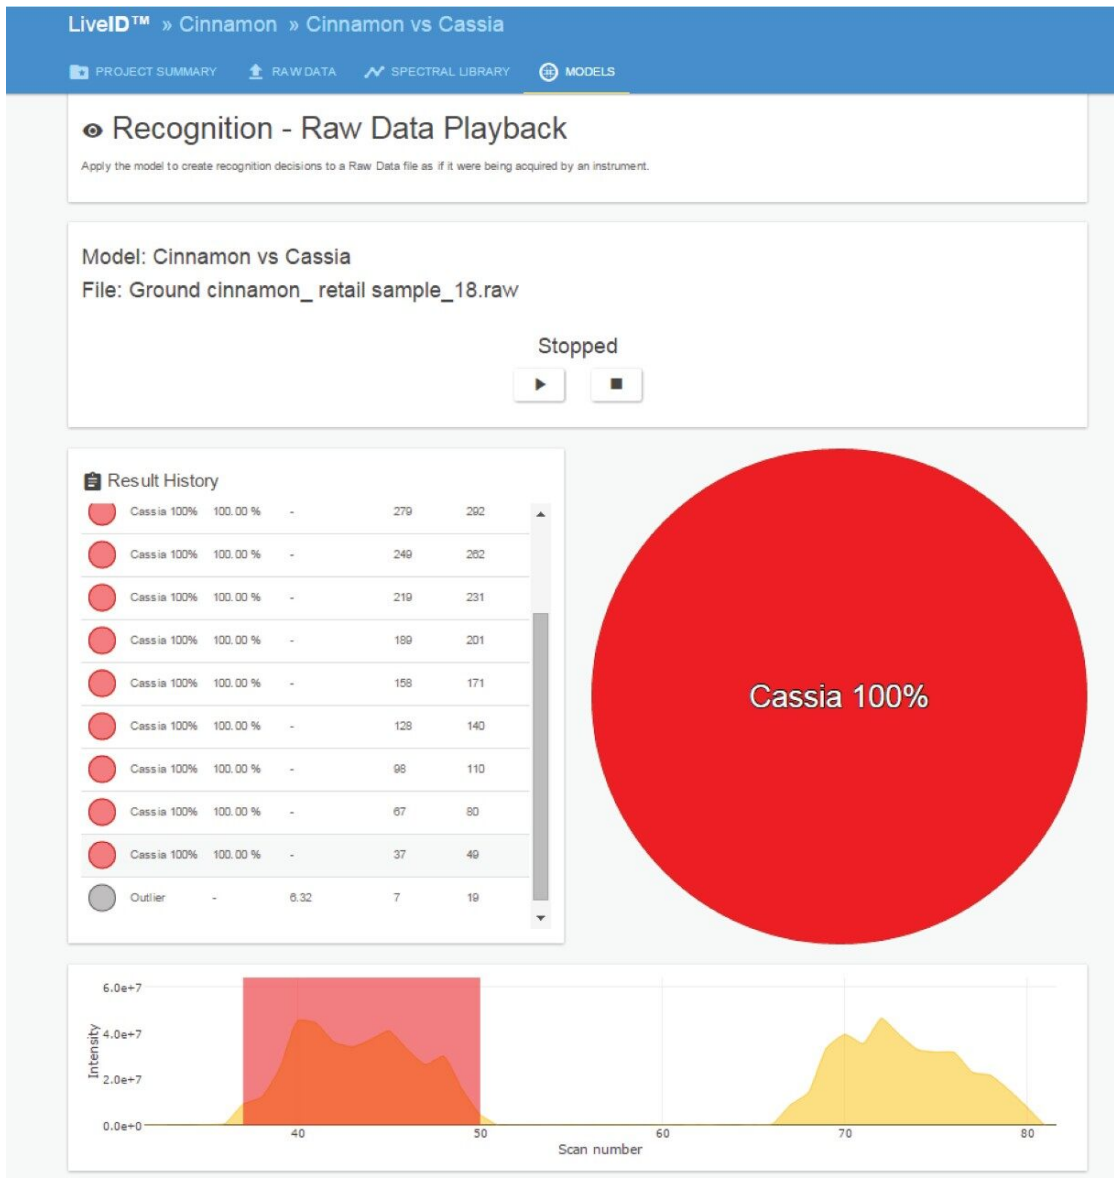 LiveID™ » Cinnamon » Cinnamon vs Cassia
PROJECT SUMMARY RAW DATA SPECTRAL LIBRARY MODELS
Recognition - Raw Data Playback
Apply the model to create recognition decisions to a Raw Data file as if it were being acquired by an instrument.
Model: Cinnamon vs Cassia
File: Ground cinnamon_ retail sample_18.raw
Stopped
Result History
Cassia 100% 100.00 % - 279 292
Cassia 100% 100.00 % - 249 262
Cassia 100% 100.00 % - 219 231
Cassia 100% 100.00 % - 189 201
Cassia 100% 100.00 % - 158 171
Cassia 100% 100.00 % - 128 140
Cassia 100% 100.00 % - 98 110
Cassia 100% 100.00 % - 67 80
Cassia 100% 100.00 % - 37 49
Outlier - 6.32 7 19
Cassia 100%
6.0e+7
4.0e+7
2.0e+7
0.0e+0
Intensity
40 50 60 70 80
Scan number